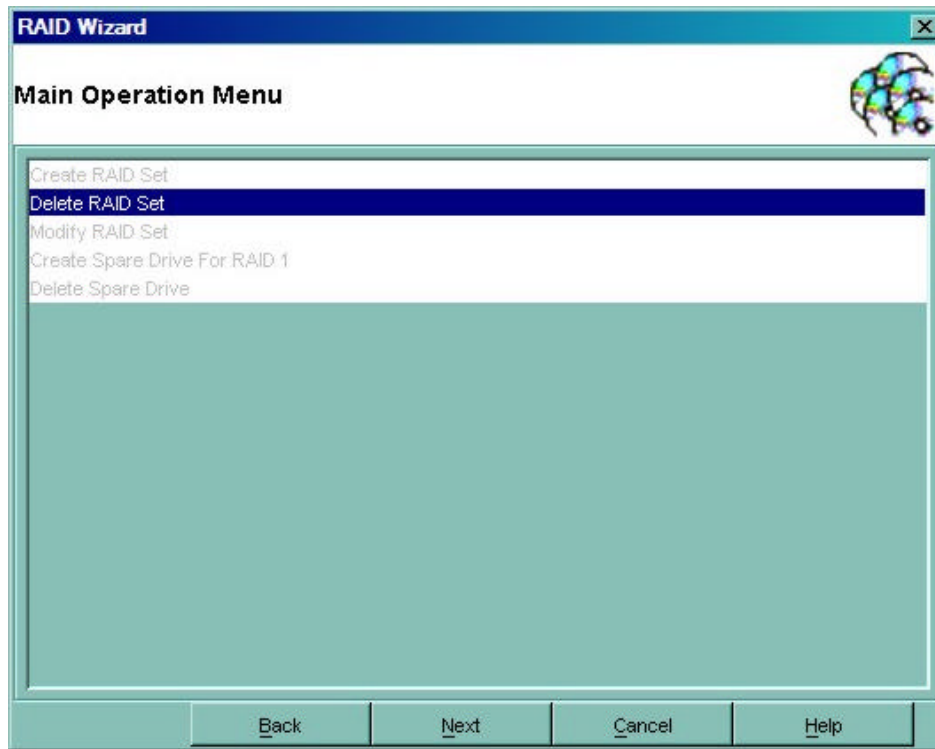 RAID Wizard
Main Operation Menu
Create RAID Set
Delete RAID Set
Modify RAID Set
Create Spare Drive For RAID 1
Delete Spare Drive
Back Next Cancel Help